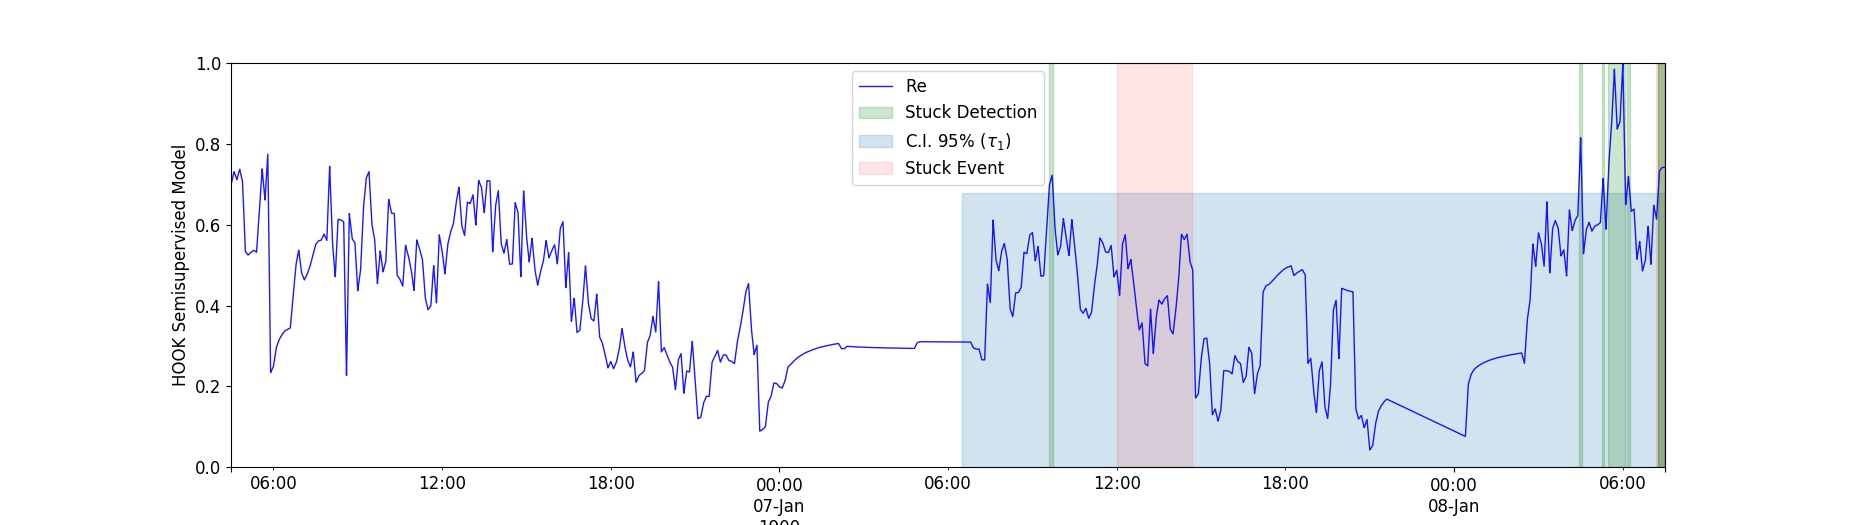 HOOK Semisupervised Model
1.0
0.8
0.6
0.4
0.2
0.0
Re
Stuck Detection
C.I. 95% (τ₁)
Stuck Event
06:00 12:00 18:00 00:00 06:00 12:00 18:00 00:00 06:00
07-Jan 08-Jan